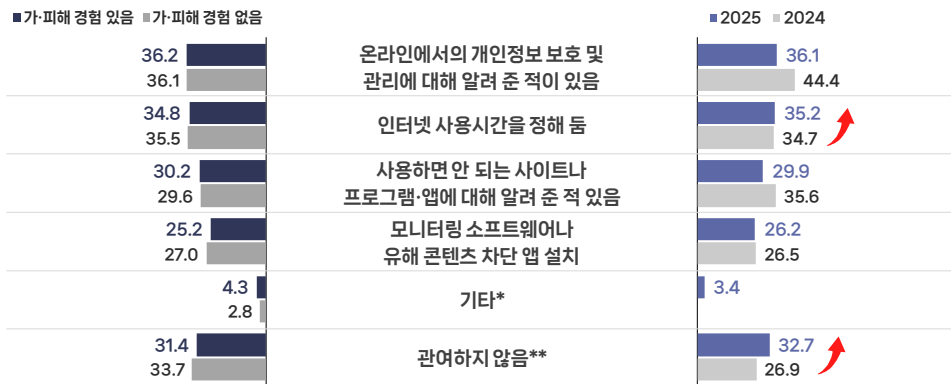 ■가·피해 경험 있음 ■가·피해 경험 없음
■ 2025 ■ 2024
36.2
36.1
온라인에서의 개인정보 보호 및
관리에 대해 알려 준 적이 있음
36.1
44.4
34.8
35.5
인터넷 사용시간을 정해 둠
35.2
34.7
30.2
29.6
사용하면 안 되는 사이트나
프로그램·앱에 대해 알려 준 적 있음
29.9
35.6
25.2
27.0
모니터링 소프트웨어나
유해 콘텐츠 차단 앱 설치
26.2
26.5
4.3
2.8
기타*
3.4
31.4
33.7
관여하지 않음**
32.7
26.9